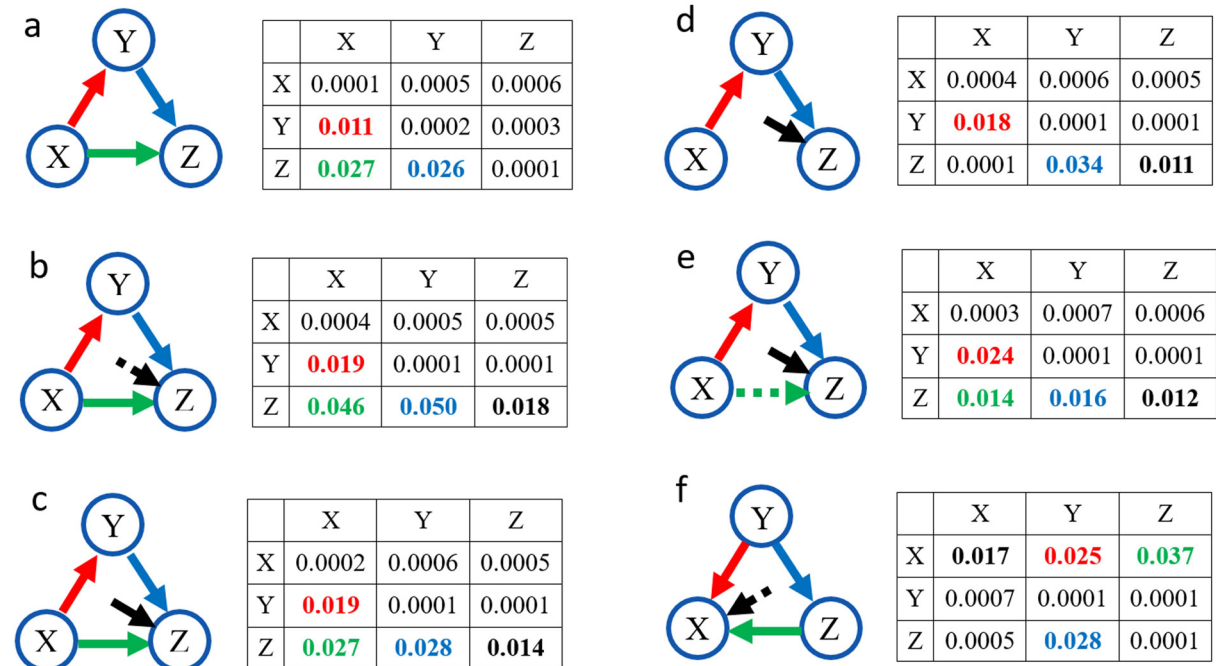 a
Y
X
Z
X Y Z
X 0.0001 0.0005 0.0006
Y 0.011 0.0002 0.0003
Z 0.027 0.026 0.0001
b
Y
X
Z
X Y Z
X 0.0004 0.0005 0.0005
Y 0.019 0.0001 0.0001
Z 0.046 0.050 0.018
c
Y
X
Z
X Y Z
X 0.0002 0.0006 0.0005
Y 0.019 0.0001 0.0001
Z 0.027 0.028 0.014
d
Y
X
Z
X Y Z
X 0.0004 0.0006 0.0005
Y 0.018 0.0001 0.0001
Z 0.0001 0.034 0.011
e
Y
X
Z
X Y Z
X 0.0003 0.0007 0.0006
Y 0.024 0.0001 0.0001
Z 0.014 0.016 0.012
f
Y
X
Z
X Y Z
X 0.017 0.025 0.037
Y 0.0007 0.0001 0.0001
Z 0.0005 0.028 0.0001